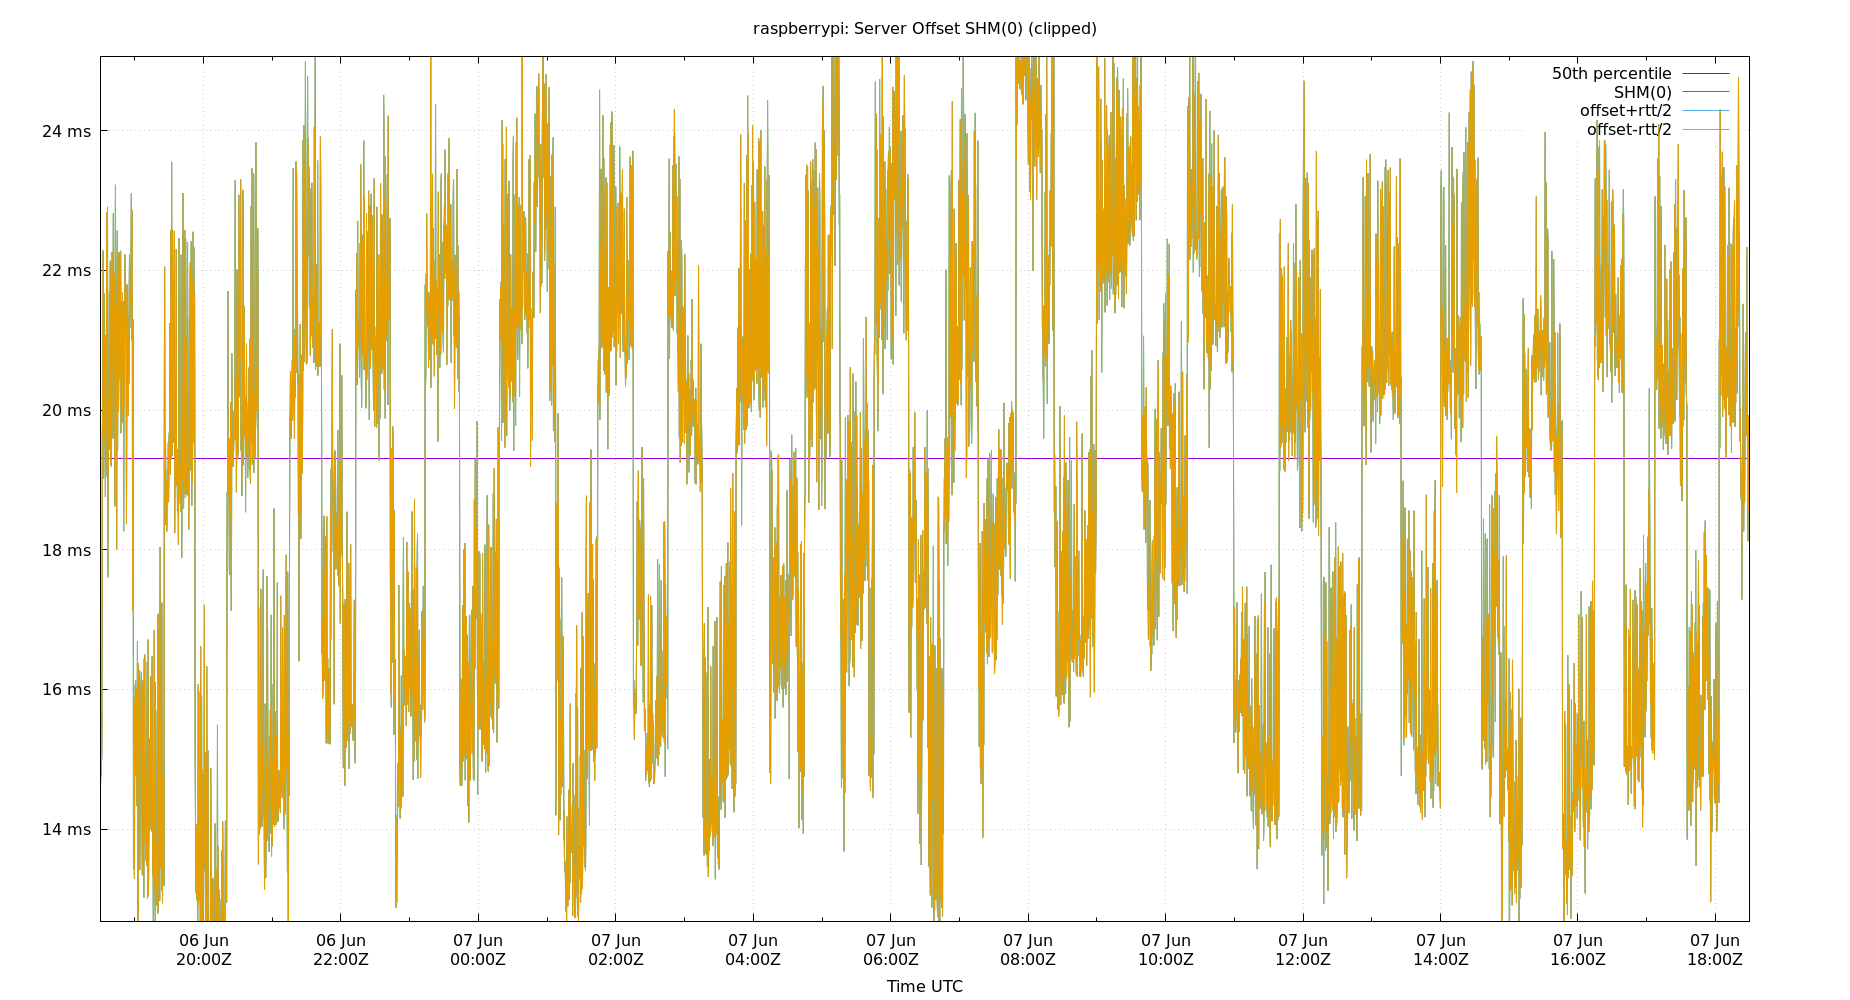 raspberrypi: Server Offset SHM(0) (clipped)
50th percentile
SHM(0)
offset+rtt/2
offset-rtt/2
24 ms
22 ms
20 ms
18 ms
16 ms
14 ms
06 Jun 06 Jun 07 Jun 07 Jun 07 Jun 07 Jun 07 Jun 07 Jun 07 Jun 07 Jun 07 Jun 07 Jun
20:00Z 22:00Z 00:00Z 02:00Z 04:00Z 06:00Z 08:00Z 10:00Z 12:00Z 14:00Z 16:00Z 18:00Z
Time UTC